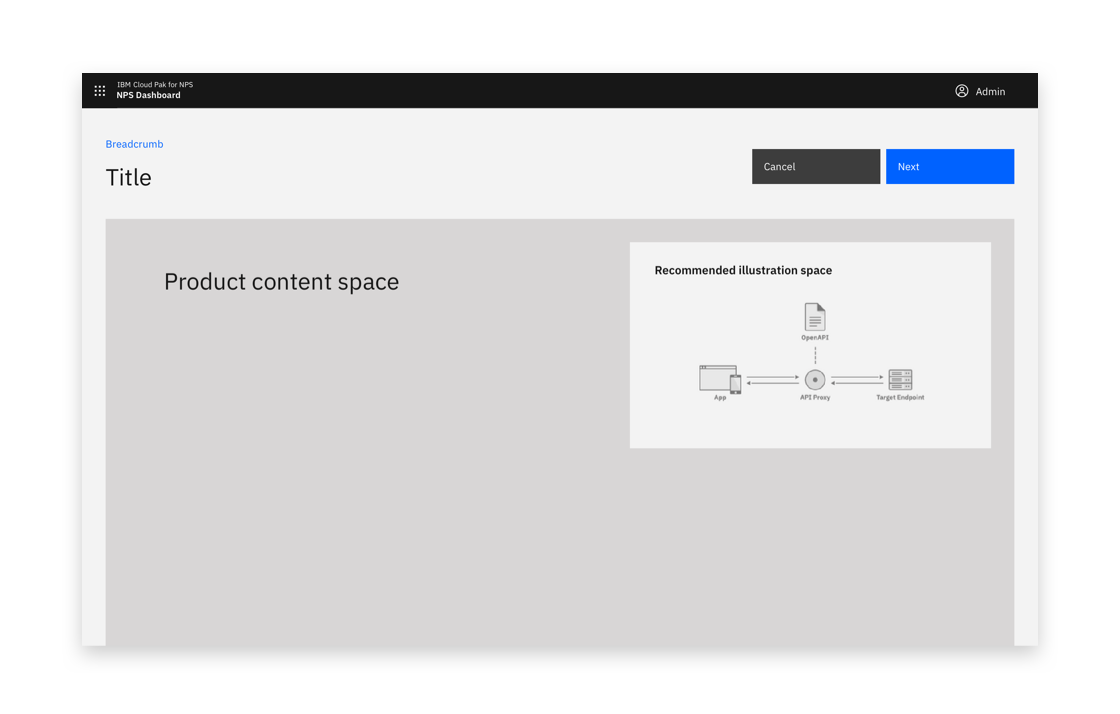 IBM Cloud Pak for NPS
NPS Dashboard
Admin
Breadcrumb
Title
Cancel
Next
Product content space
Recommended illustration space
OpenAPI
App
API Proxy
Target Endpoint